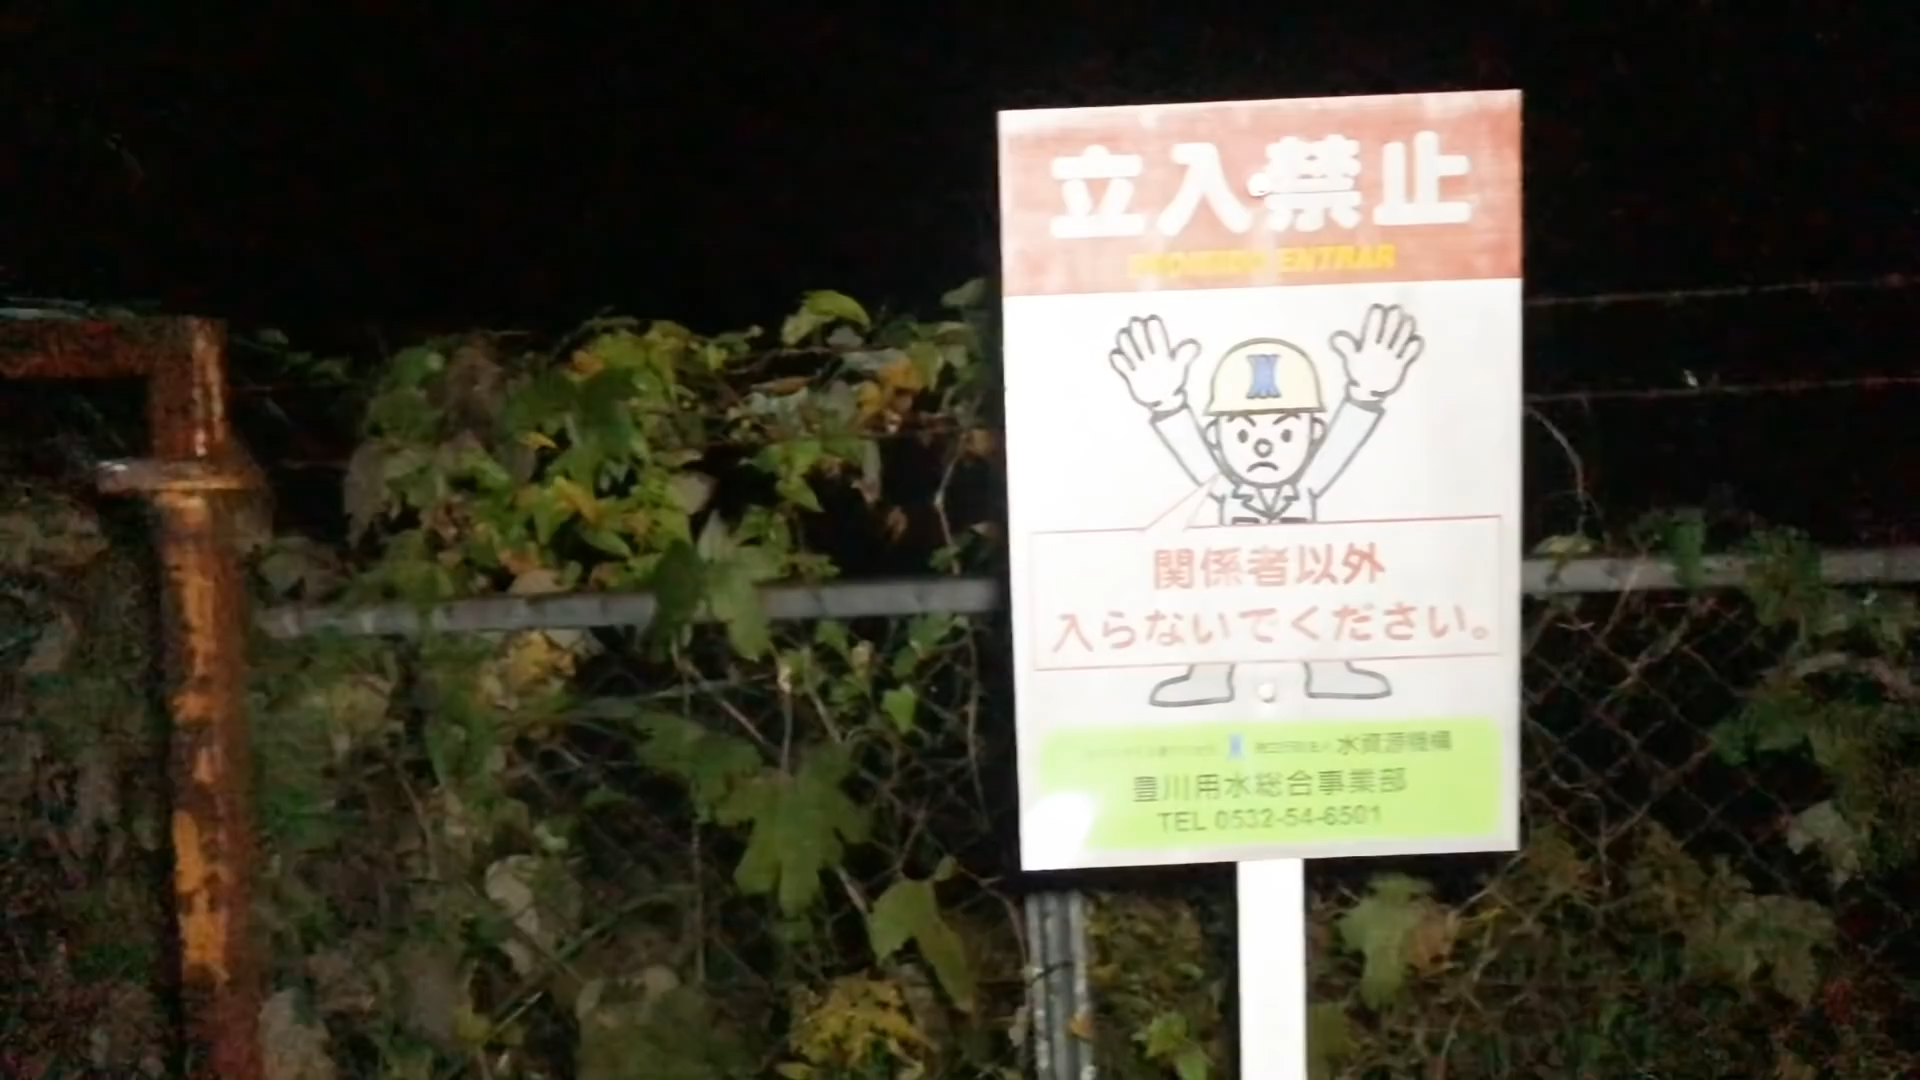 立入禁止
ENTRAR
関係者以外
入らないでください。
水資源機構
豊川用水総合事業部
TEL 0532-54-6501